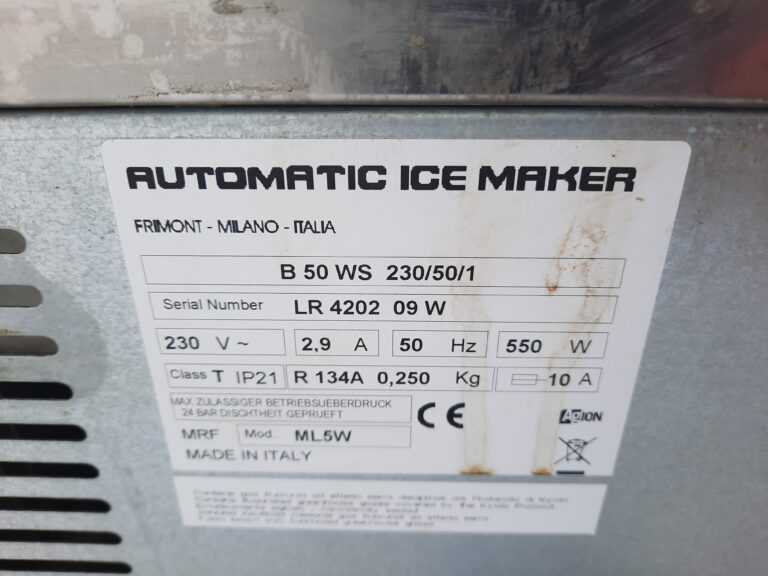 AUTOMATIC ICE MAKER
FRIMONT - MILANO - ITALIA
B 50 WS 230/50/1
Serial Number LR 4202 09 W
230 V ~ 2,9 A 50 Hz 550 W
Class T IP21 R 134A 0,250 Kg 10 A
MAX. ZULASSIGER BETRIEBSUEBERDRUCK
24 BAR DISCHTHEIT GEPRUEFT
CE AgION
MRF Mod. ML5W
MADE IN ITALY